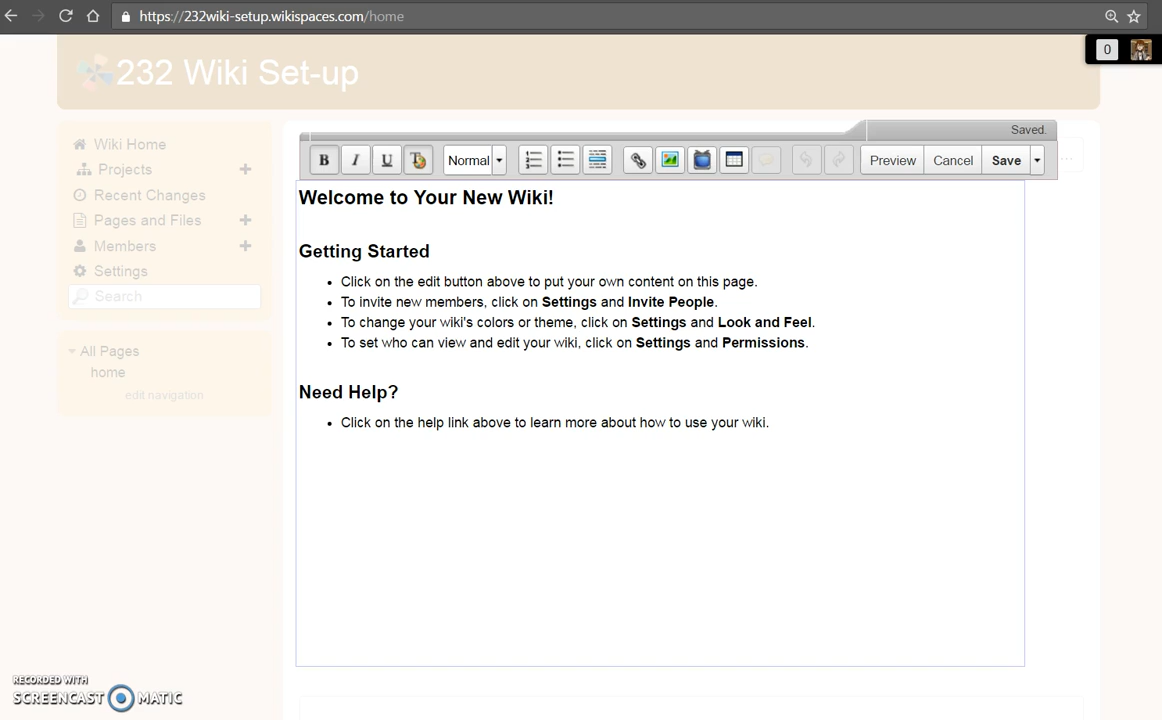 https://232wiki-setup.wikispaces.com/home
0
232 Wiki Set-up
Wiki Home
Projects
Recent Changes
Pages and Files
Members
Settings
Search
All Pages
home
edit navigation
Saved.
B I U T Normal Preview Cancel Save
Welcome to Your New Wiki!
Getting Started
Click on the edit button above to put your own content on this page.
To invite new members, click on Settings and Invite People.
To change your wiki's colors or theme, click on Settings and Look and Feel.
To set who can view and edit your wiki, click on Settings and Permissions.
Need Help?
Click on the help link above to learn more about how to use your wiki.
RECORDED WITH
SCREENCAST MATIC